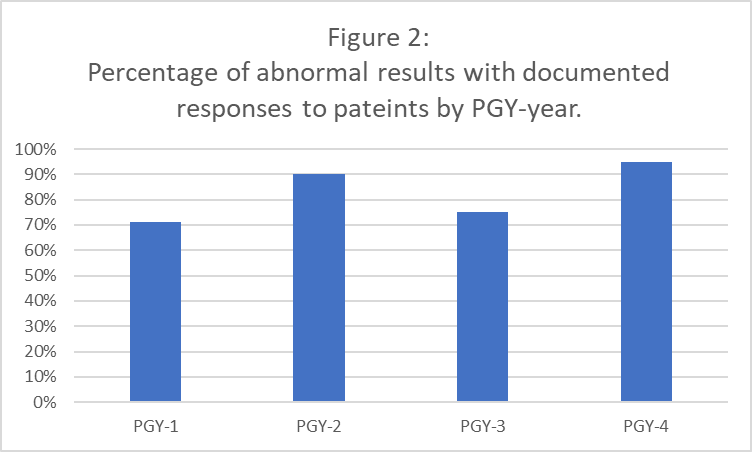 Figure 2:
Percentage of abnormal results with documented
responses to pateints by PGY-year.
100%
90%
80%
70%
60%
50%
40%
30%
20%
10%
0%
PGY-1 PGY-2 PGY-3 PGY-4